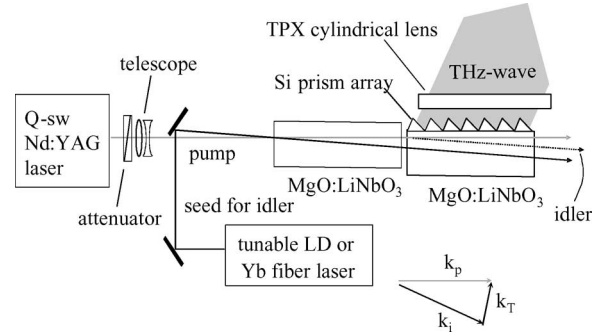 TPX cylindrical lens
telescope
Si prism array
THz-wave
Q-sw
Nd:YAG
laser
pump
MgO:LiNbO₃
MgO:LiNbO₃
idler
attenuator
seed for idler
tunable LD or
Yb fiber laser
kₚ
k_T
kᵢ